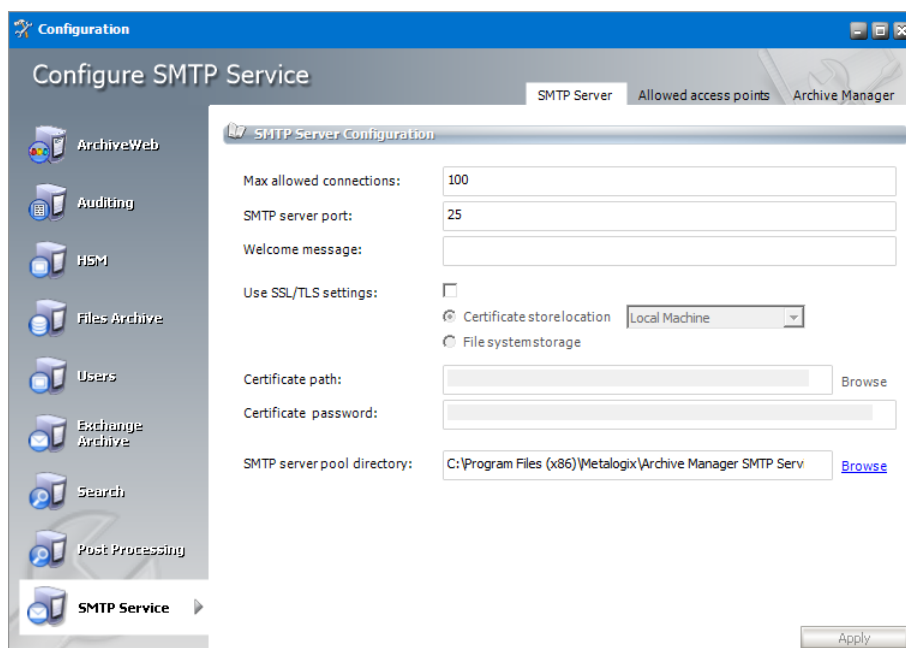 Configuration
Configure SMTP Service
SMTP Server Allowed access points Archive Manager
ArchiveWeb
Auditing
HSM
Files Archive
Users
Exchange
Archive
Search
Post Processing
SMTP Service
SMTP Server Configuration
Max allowed connections: 100
SMTP server port: 25
Welcome message:
Use SSL/TLS settings:
Certificate store location Local Machine
File system storage
Certificate path: Browse
Certificate password:
SMTP server pool directory: C:\Program Files (x86)\Metalogix\Archive Manager SMTP Serv Browse
Apply